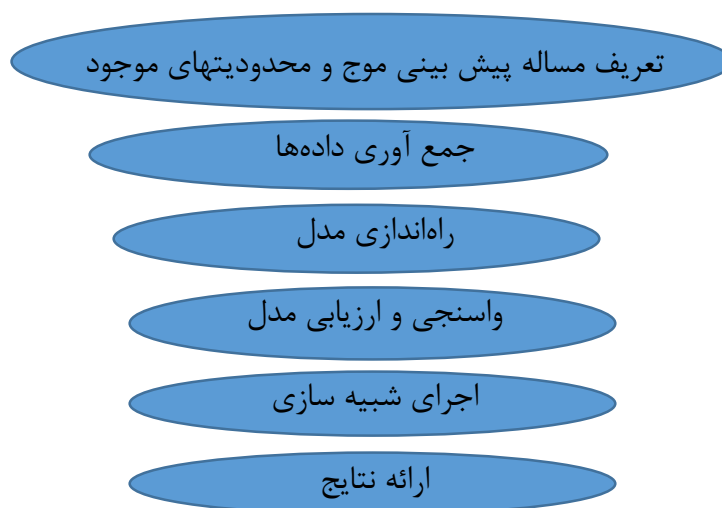 تعریف مساله پیش بینی موج و محدودیتهای موجود
جمع آوری داده‌ها
راه‌اندازی مدل
واسنجی و ارزیابی مدل
اجرای شبیه سازی
ارائه نتایج